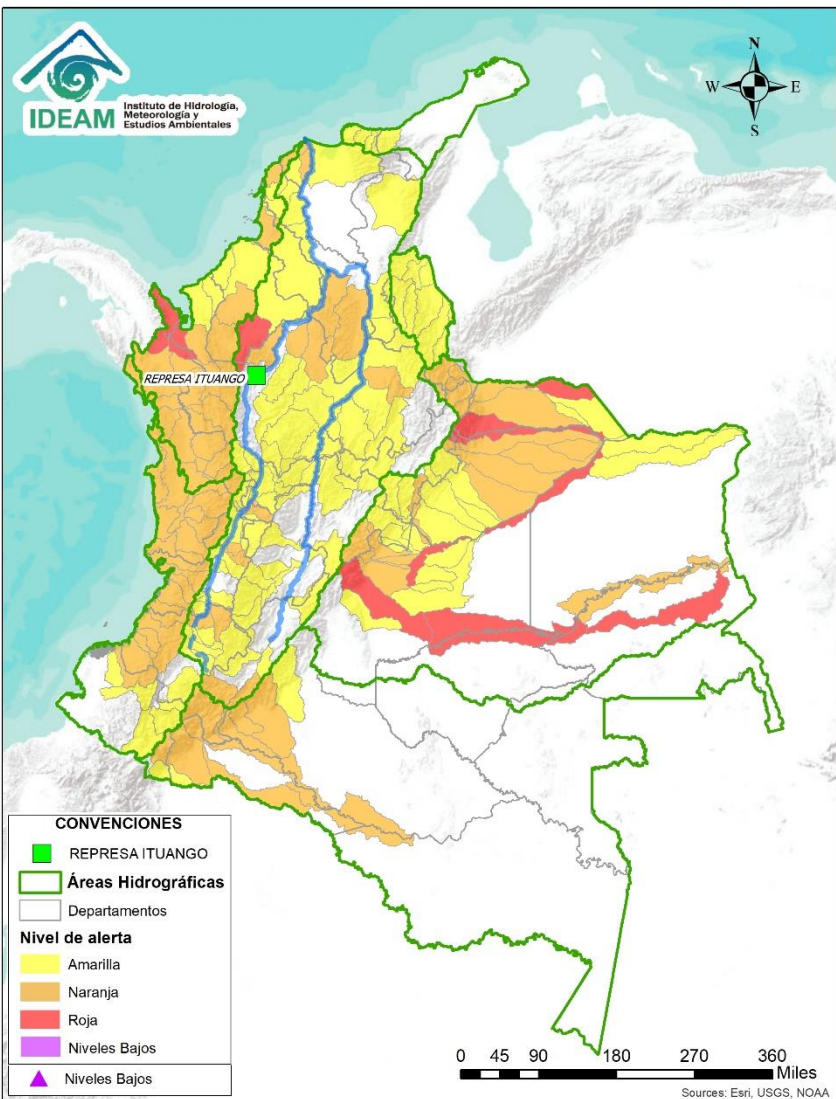 IDEAM
Instituto de Hidrología,
Meteorología y
Estudios Ambientales
N
W
E
S
REPRESA ITUANGO
CONVENCIONES
REPRESA ITUANGO
Áreas Hidrográficas
Departamentos
Nivel de alerta
Amarilla
Naranja
Roja
Niveles Bajos
Niveles Bajos
0 45 90 180 270 360
Miles
Sources: Esri, USGS, NOAA